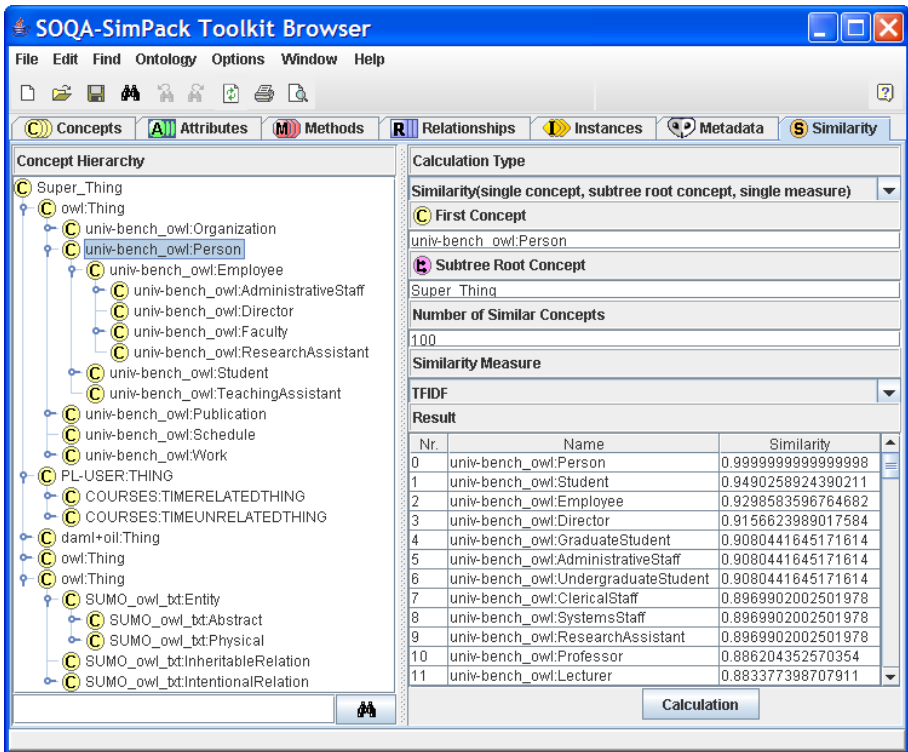 SOQA-SimPack Toolkit Browser
File Edit Find Ontology Options Window Help
C Concepts A Attributes M Methods R Relationships I Instances Metadata S Similarity
Concept Hierarchy
C Super_Thing
C owl:Thing
C univ-bench_owl:Organization
C univ-bench_owl:Person
C univ-bench_owl:Employee
C univ-bench_owl:AdministrativeStaff
C univ-bench_owl:Director
C univ-bench_owl:Faculty
C univ-bench_owl:ResearchAssistant
C univ-bench_owl:Student
C univ-bench_owl:TeachingAssistant
C univ-bench_owl:Publication
C univ-bench_owl:Schedule
C univ-bench_owl:Work
C PL-USER:THING
C COURSES:TIMERELATEDTHING
C COURSES:TIMEUNRELATEDTHING
C daml+oil:Thing
C owl:Thing
C owl:Thing
C SUMO_owl_txt:Entity
C SUMO_owl_txt:Abstract
C SUMO_owl_txt:Physical
C SUMO_owl_txt:InheritableRelation
C SUMO_owl_txt:IntentionalRelation
Calculation Type
Similarity(single concept, subtree root concept, single measure)
C First Concept
univ-bench_owl:Person
Subtree Root Concept
Super_Thing
Number of Similar Concepts
100
Similarity Measure
TFIDF
Result
Nr. Name Similarity
0 univ-bench_owl:Person 0.9999999999999998
1 univ-bench_owl:Student 0.9490258924390211
2 univ-bench_owl:Employee 0.9298583596764682
3 univ-bench_owl:Director 0.9156623989017584
4 univ-bench_owl:GraduateStudent 0.9080441645171614
5 univ-bench_owl:AdministrativeStaff 0.9080441645171614
6 univ-bench_owl:UndergraduateStudent 0.9080441645171614
7 univ-bench_owl:ClericalStaff 0.8969902002501978
8 univ-bench_owl:SystemsStaff 0.8969902002501978
9 univ-bench_owl:ResearchAssistant 0.8969902002501978
10 univ-bench_owl:Professor 0.886204352570354
11 univ-bench_owl:Lecturer 0.883377398707911
Calculation